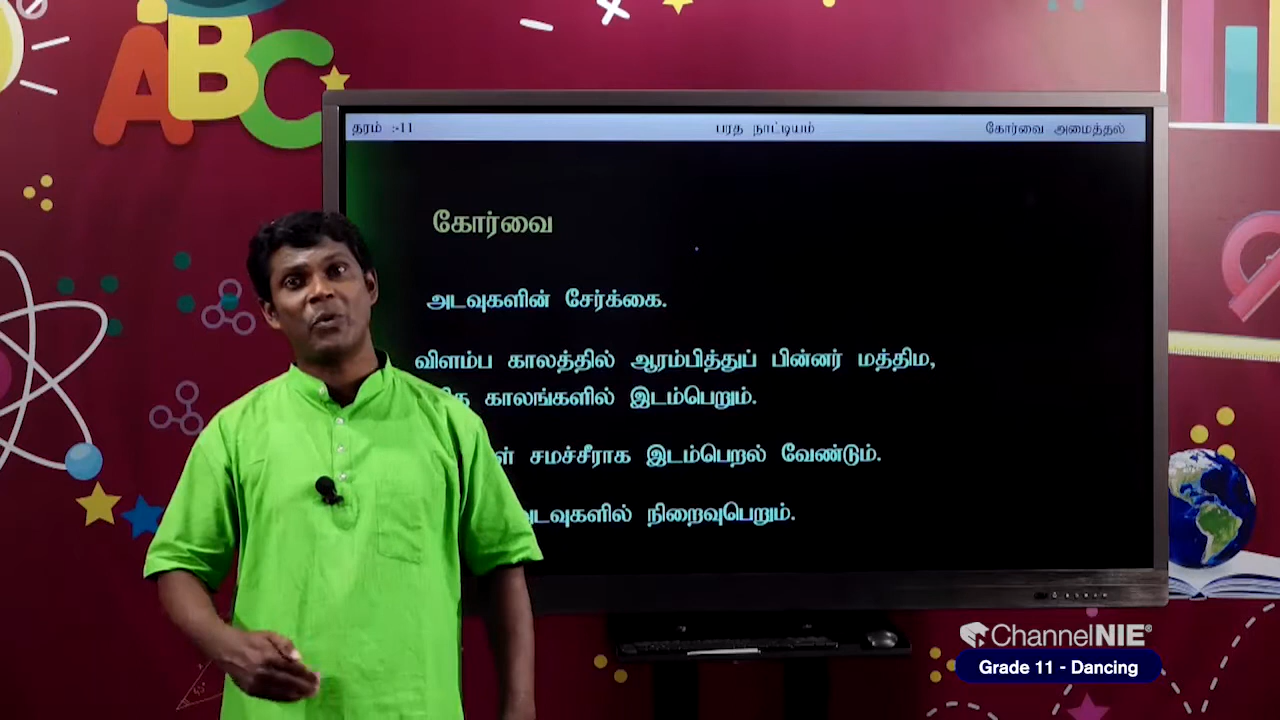 ABC
தரம் :-11 பரத நாட்டியம் கோர்வை அமைத்தல்
கோர்வை
அடவுகளின் சேர்க்கை.
விளம்ப காலத்தில் ஆரம்பித்துப் பின்னர் மத்திம,
காலங்களில் இடம்பெறும்.
சமச்சீராக இடம்பெறல் வேண்டும்.
அடவுகளில் நிறைவுபெறும்.
ChannelNIE®
Grade 11 - Dancing